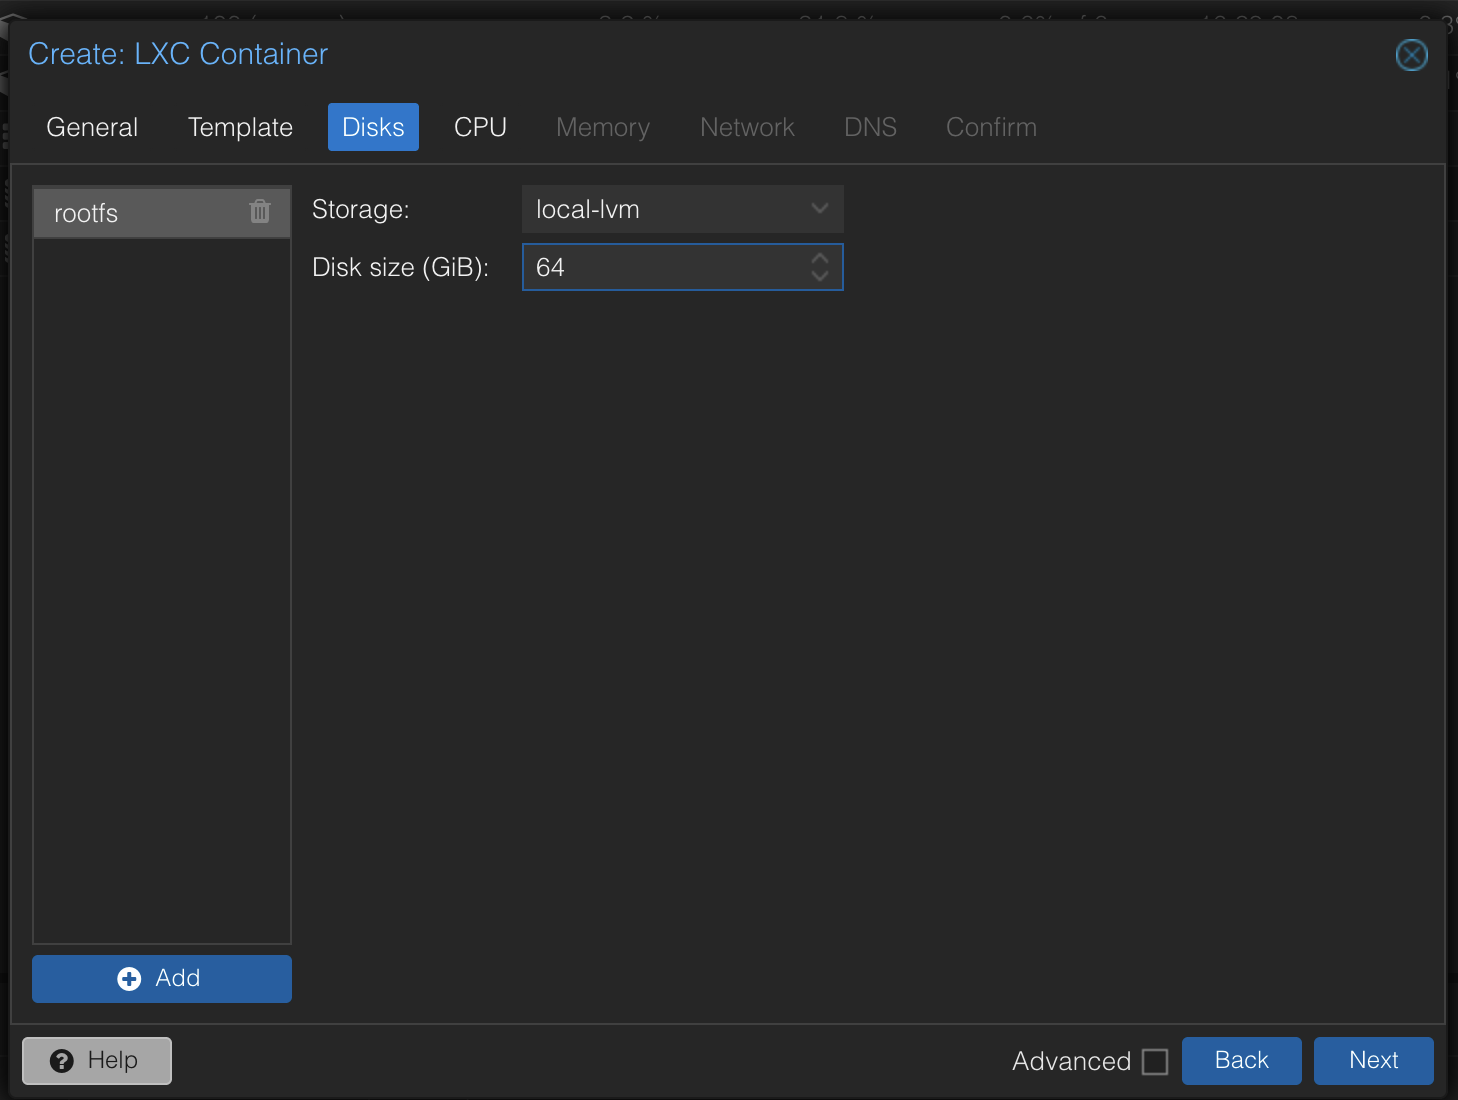 Create: LXC Container
General Template Disks CPU Memory Network DNS Confirm
rootfs
Storage: local-lvm
Disk size (GiB): 64
Add
Help Advanced Back Next